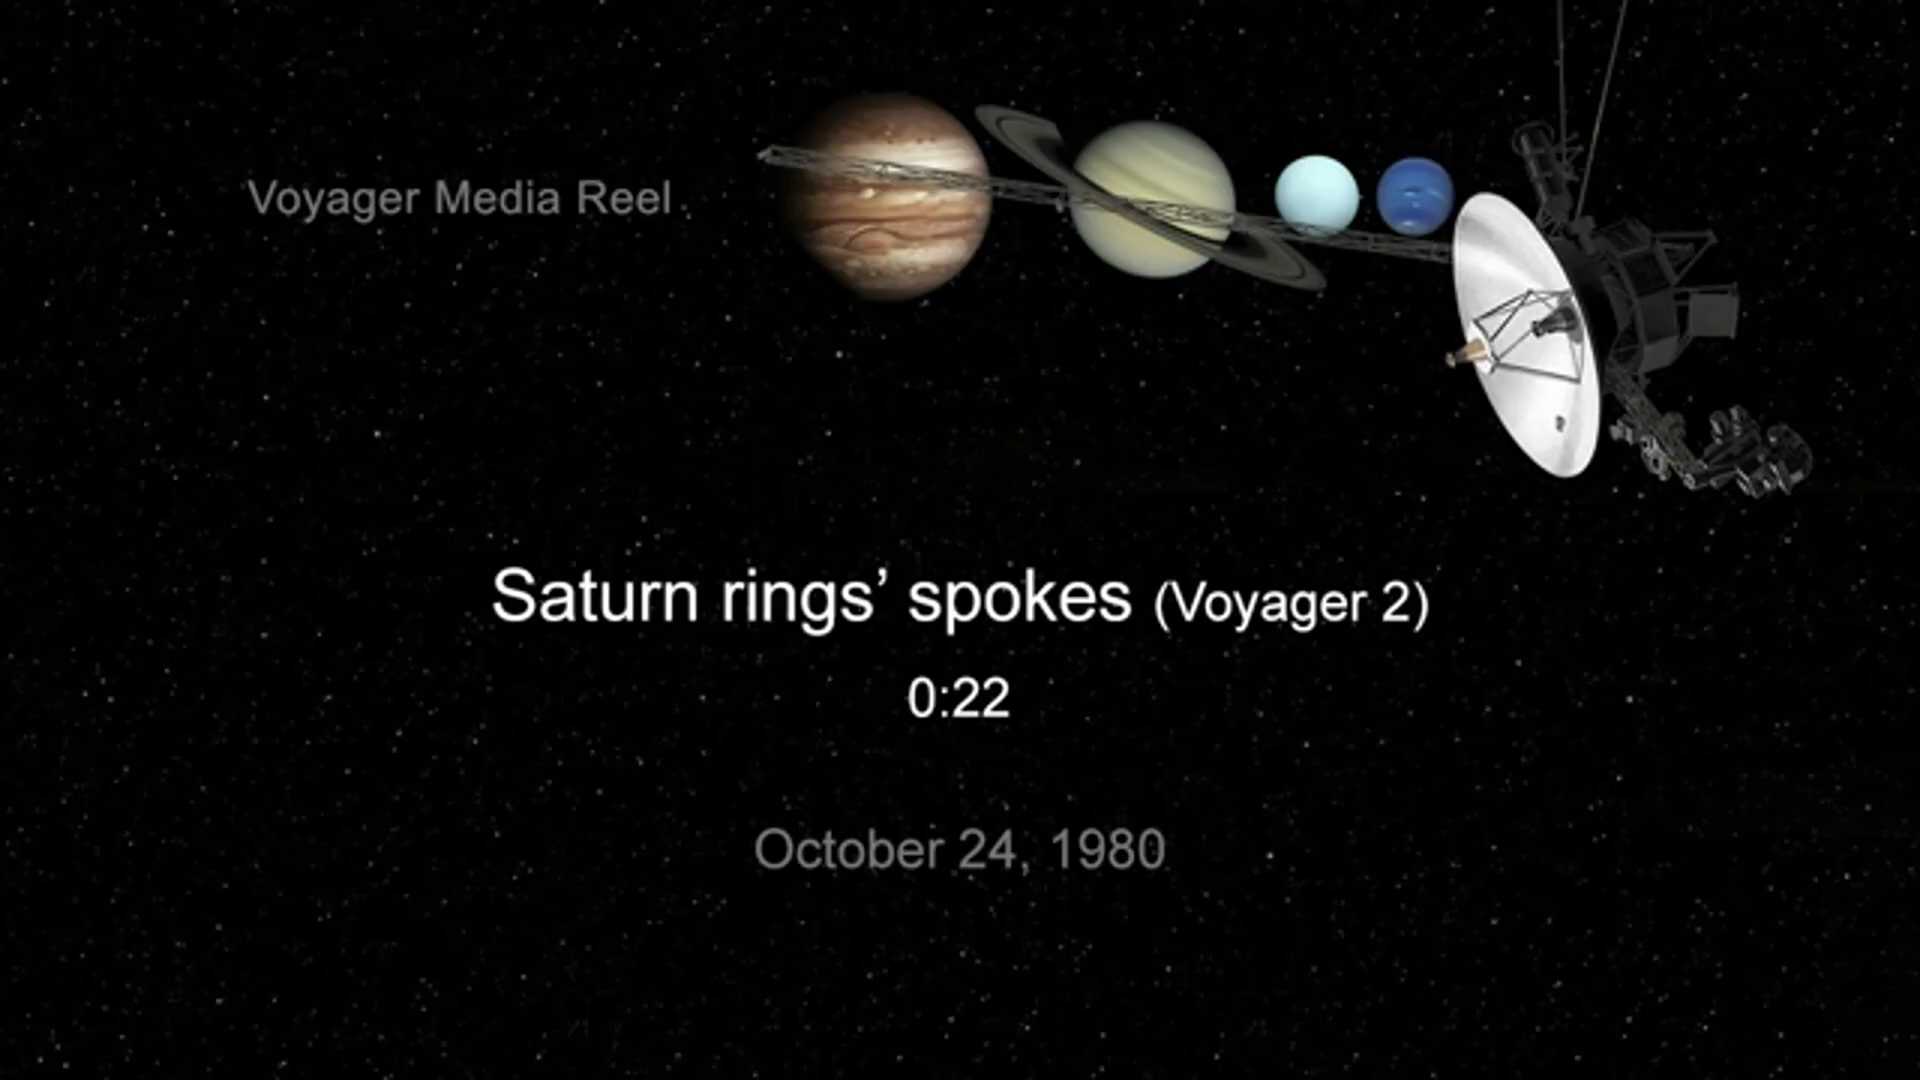 Voyager Media Reel
Saturn rings’ spokes (Voyager 2)
0:22
October 24, 1980